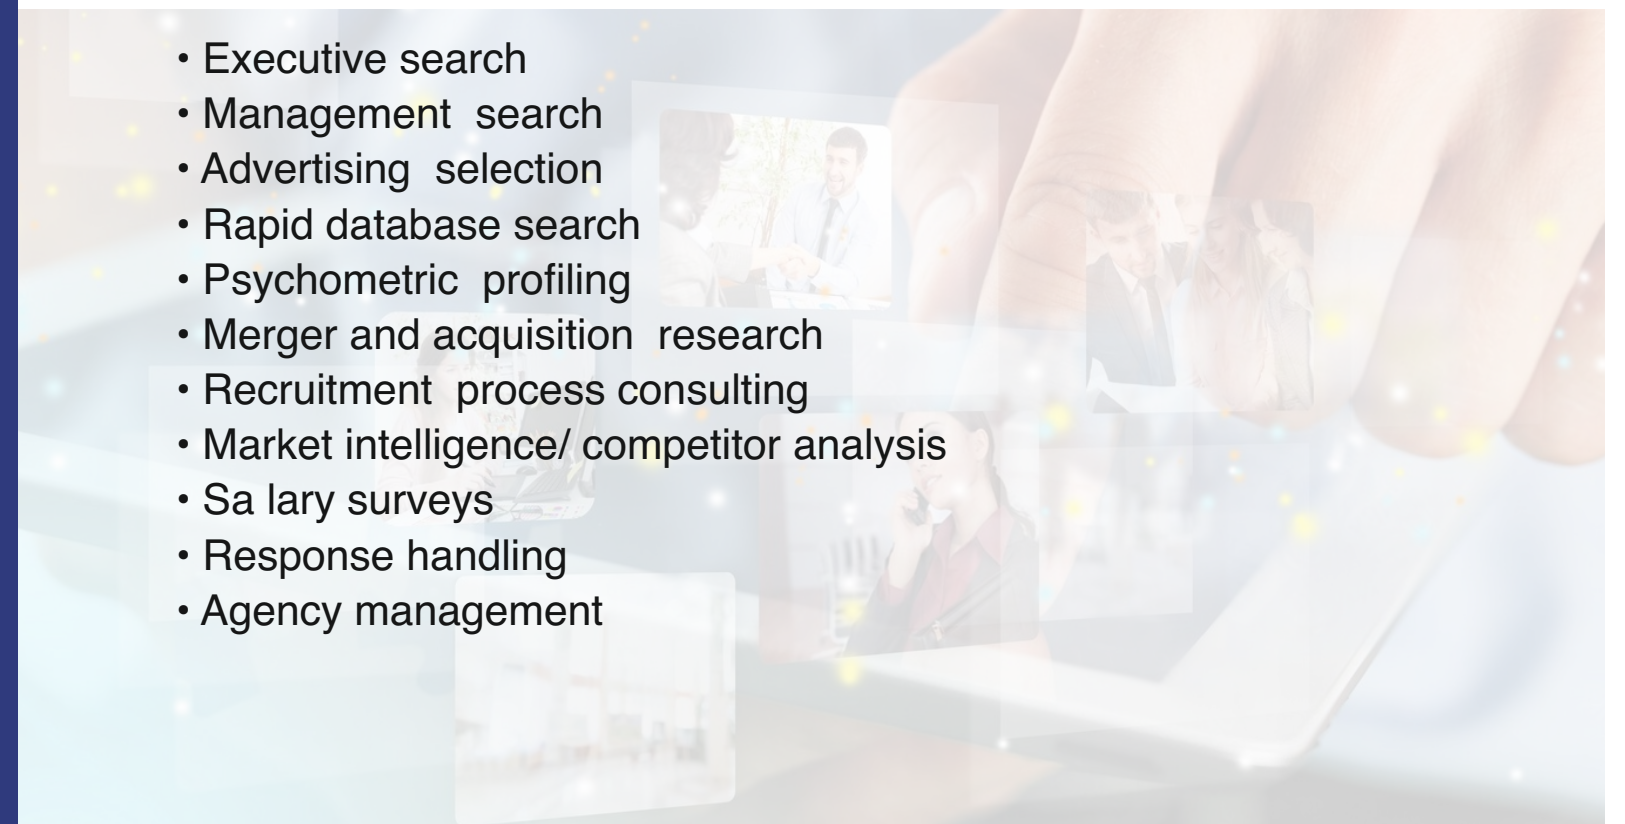 • Executive search
• Management  search
• Advertising  selection
• Rapid database search
• Psychometric  profiling
• Merger and acquisition  research
• Recruitment  process consulting
• Market intelligence/ competitor analysis
• Sa lary surveys
• Response handling
• Agency management